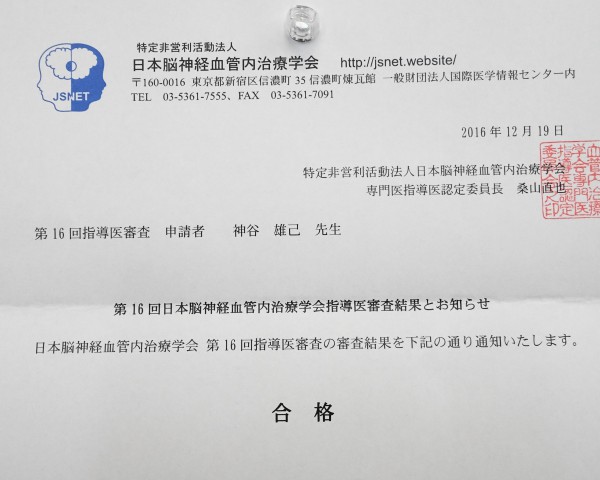 特定非営利活動法人
日本脳神経血管内治療学会 http://jsnet.website/
〒160-0016 東京都新宿区信濃町 35 信濃町煉瓦館 一般財団法人国際医学情報センター内
TEL 03-5361-7555、FAX 03-5361-7091
JSNET
2016 年 12 月 19 日
特定非営利活動法人日本脳神経血管内治療学会
専門医指導医認定委員長 桑山直也
第 16 回指導医審査 申請者 神谷 雄己 先生
第 16 回日本脳神経血管内治療学会指導医審査結果とお知らせ
日本脳神経血管内治療学会 第 16 回指導医審査の審査結果を下記の通り通知いたします。
合 格